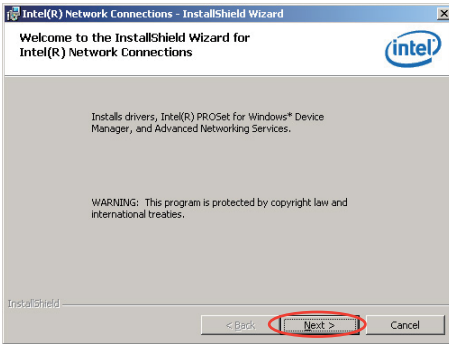 Intel(R) Network Connections - InstallShield Wizard
Welcome to the InstallShield Wizard for
Intel(R) Network Connections
intel
Installs drivers, Intel(R) PROSet for Windows* Device
Manager, and Advanced Networking Services.
WARNING: This program is protected by copyright law and
international treaties.
InstallShield
< Back Next > Cancel